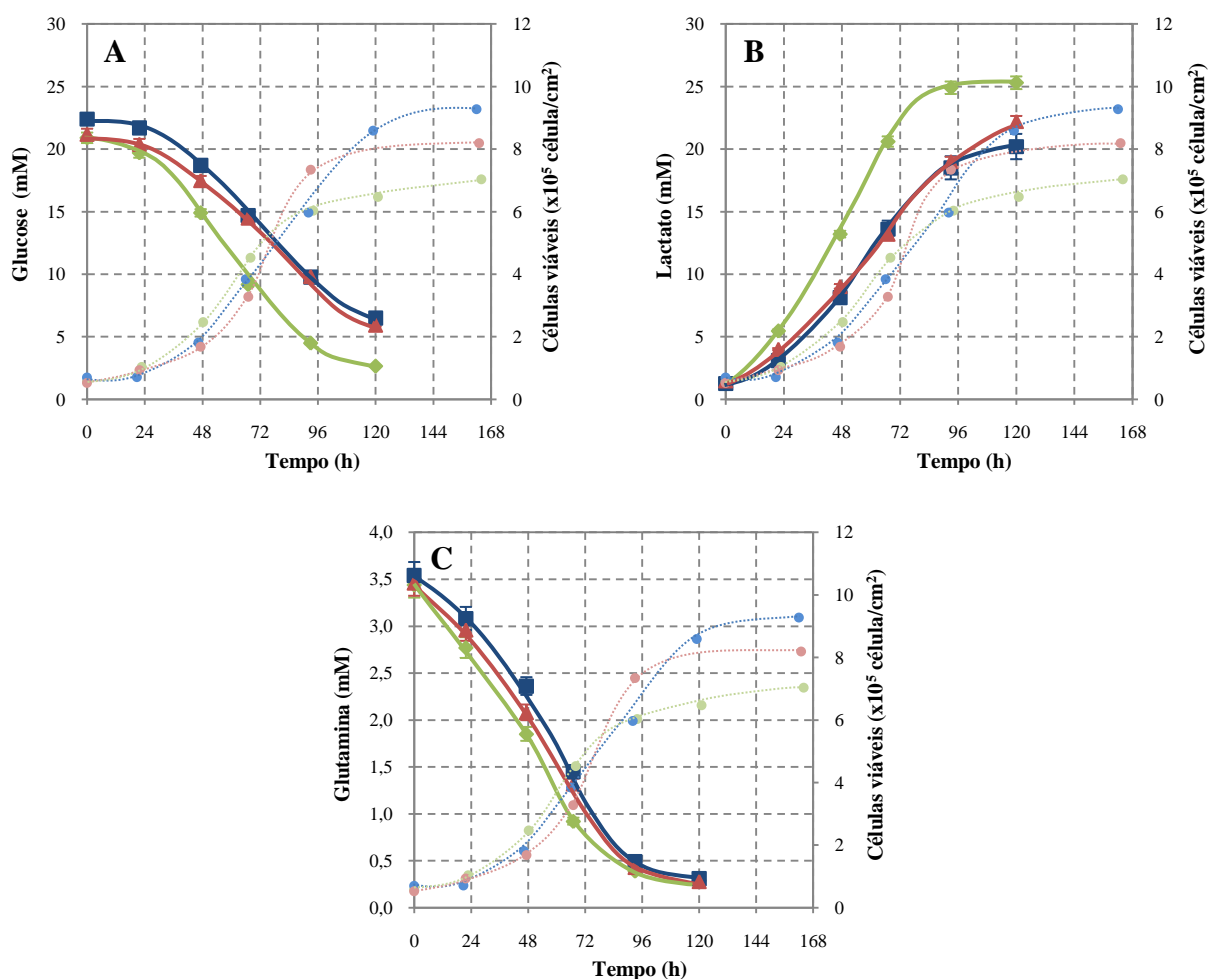 A
Glucose (mM)
30
25
20
15
10
5
0
12
10
8
6
4
2
0
Células viáveis (x10⁵ célula/cm²)
0 24 48 72 96 120 144 168
Tempo (h)
B
Lactato (mM)
30
25
20
15
10
5
0
12
10
8
6
4
2
0
Células viáveis (x10⁵ célula/cm²)
0 24 48 72 96 120 144 168
Tempo (h)
C
Glutamina (mM)
4,0
3,5
3,0
2,5
2,0
1,5
1,0
0,5
0,0
12
10
8
6
4
2
0
Células viáveis (x10⁵ célula/cm²)
0 24 48 72 96 120 144 168
Tempo (h)